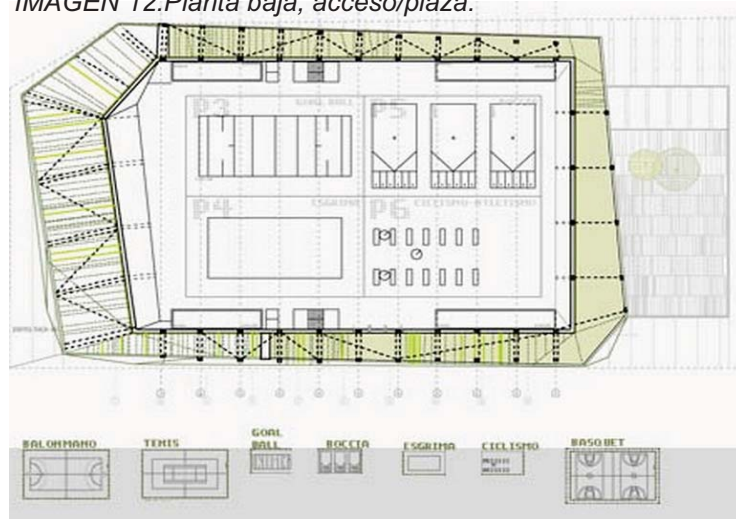 IMAGEN 12.Planta baja, acceso/plaza.
P3 GOAL BALL P5
P4 ESGRIMA P6 CICLISMO-ATLETISMO
BALONMANO TENIS GOAL BALL BOCCIA ESGRIMA CICLISMO BASQUET